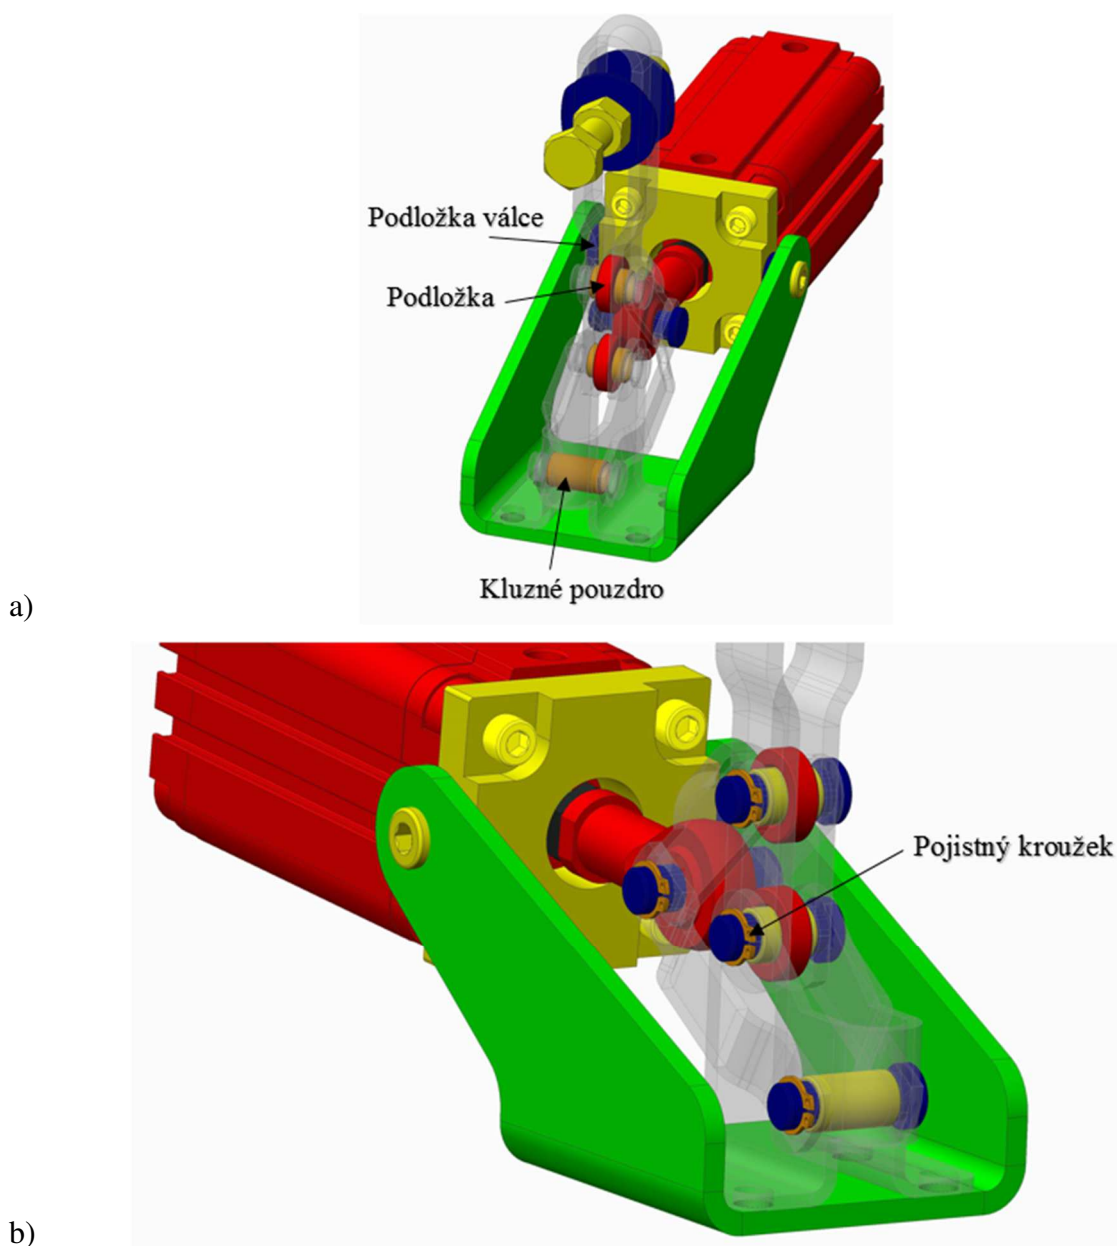 Podložka válce
Podložka
Kluzné pouzdro
a)
Pojistný kroužek
b)